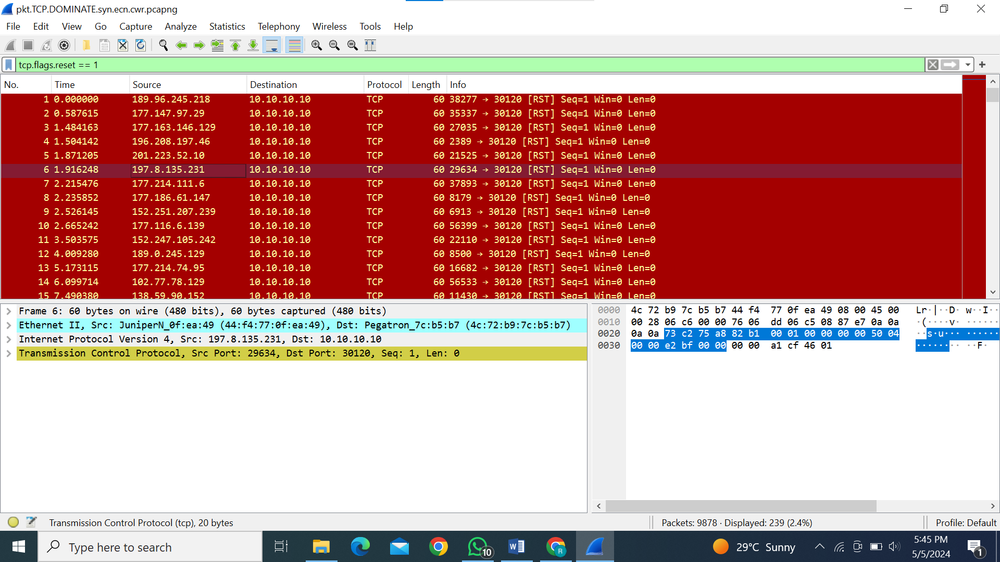 pkt.TCP.DOMINATE.syn.ecn.cwr.pcapng
File Edit View Go Capture Analyze Statistics Telephony Wireless Tools Help
tcp.flags.reset == 1
No. Time Source Destination Protocol Length Info
1 0.000000 189.96.245.218 10.10.10.10 TCP 60 38277 → 30120 [RST] Seq=1 Win=0 Len=0
2 0.587615 177.147.97.29 10.10.10.10 TCP 60 35337 → 30120 [RST] Seq=1 Win=0 Len=0
3 1.484163 177.163.146.129 10.10.10.10 TCP 60 27035 → 30120 [RST] Seq=1 Win=0 Len=0
4 1.504142 196.208.197.46 10.10.10.10 TCP 60 2389 → 30120 [RST] Seq=1 Win=0 Len=0
5 1.871205 201.223.52.10 10.10.10.10 TCP 60 21525 → 30120 [RST] Seq=1 Win=0 Len=0
6 1.916248 197.8.135.231 10.10.10.10 TCP 60 29634 → 30120 [RST] Seq=1 Win=0 Len=0
7 2.215476 177.214.111.6 10.10.10.10 TCP 60 37893 → 30120 [RST] Seq=1 Win=0 Len=0
8 2.235852 177.186.61.147 10.10.10.10 TCP 60 8179 → 30120 [RST] Seq=1 Win=0 Len=0
9 2.526145 152.251.207.239 10.10.10.10 TCP 60 6913 → 30120 [RST] Seq=1 Win=0 Len=0
10 2.665242 177.116.6.139 10.10.10.10 TCP 60 56399 → 30120 [RST] Seq=1 Win=0 Len=0
11 3.503575 152.247.105.242 10.10.10.10 TCP 60 22110 → 30120 [RST] Seq=1 Win=0 Len=0
12 4.009280 189.0.245.129 10.10.10.10 TCP 60 8500 → 30120 [RST] Seq=1 Win=0 Len=0
13 5.173115 177.214.74.95 10.10.10.10 TCP 60 16682 → 30120 [RST] Seq=1 Win=0 Len=0
14 6.099714 102.77.78.129 10.10.10.10 TCP 60 56533 → 30120 [RST] Seq=1 Win=0 Len=0
15 7.490380 138.59.90.152 10.10.10.10 TCP 60 11430 → 30120 [RST] Seq=1 Win=0 Len=0
Frame 6: 60 bytes on wire (480 bits), 60 bytes captured (480 bits)
Ethernet II, Src: JuniperN_0f:ea:49 (44:f4:77:0f:ea:49), Dst: Pegatron_7c:b5:b7 (4c:72:b9:7c:b5:b7)
Internet Protocol Version 4, Src: 197.8.135.231, Dst: 10.10.10.10
Transmission Control Protocol, Src Port: 29634, Dst Port: 30120, Seq: 1, Len: 0
0000 4c 72 b9 7c b5 b7 44 f4 77 0f ea 49 08 00 45 00 Lr·|··D· w··I··
0010 00 28 06 c6 00 00 76 06 dd 06 c5 08 87 e7 0a 0a ·(····v· ·······
0020 0a 0a 73 c2 75 a8 82 b1 00 01 00 00 00 00 50 04 ··s·u··· ·······
0030 00 00 e2 bf 00 00 00 00 a1 cf 46 01 ········ ··F·
Transmission Control Protocol (tcp), 20 bytes
Packets: 9878 · Displayed: 239 (2.4%)
Profile: Default
Type here to search
10
R
29°C Sunny
5:45 PM
5/5/2024
1